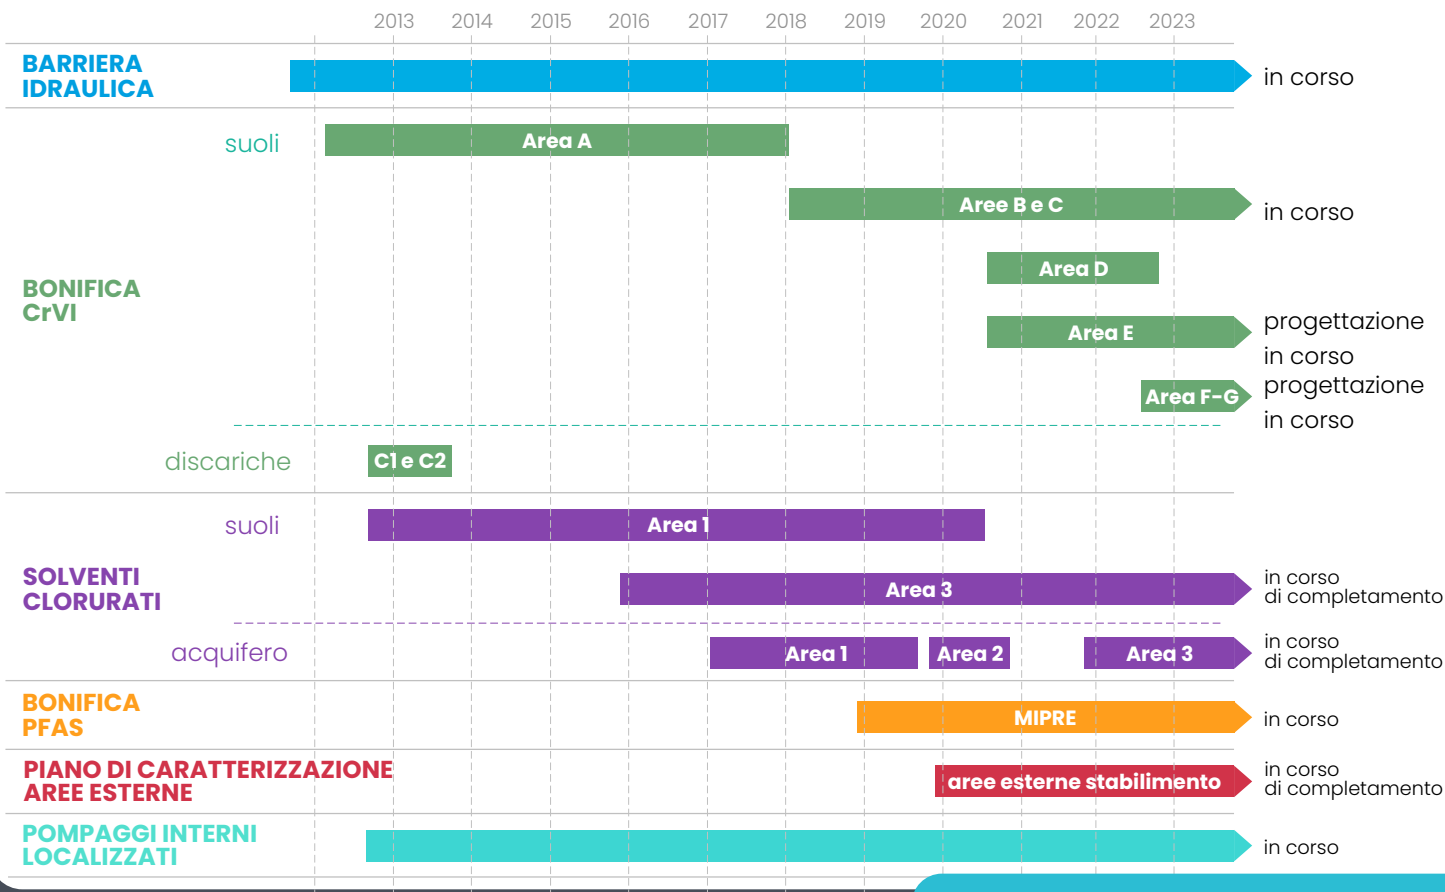 2013 2014 2015 2016 2017 2018 2019 2020 2021 2022 2023
BARRIERA
IDRAULICA
in corso
suoli
Area A
Aree B e C
in corso
Area D
BONIFICA
CrVI
Area E
progettazione
in corso
Area F-G
progettazione
in corso
discariche
C1 e C2
suoli
Area 1
SOLVENTI
CLORURATI
Area 3
in corso
di completamento
acquifero
Area 1
Area 2
Area 3
in corso
di completamento
BONIFICA
PFAS
MIPRE
in corso
PIANO DI CARATTERIZZAZIONE
AREE ESTERNE
aree esterne stabilimento
in corso
di completamento
POMPAGGI INTERNI
LOCALIZZATI
in corso